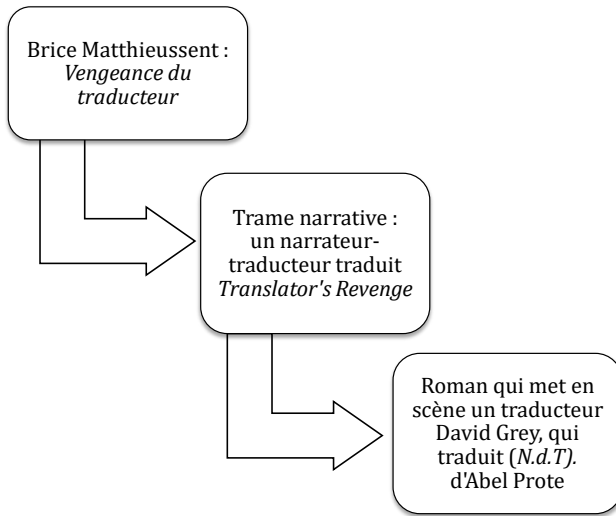 Brice Matthieussent :
Vengeance du
traducteur
Trame narrative :
un narrateur-
traducteur traduit
Translator's Revenge
Roman qui met en
scène un traducteur
David Grey, qui
traduit (N.d.T).
d'Abel Prote